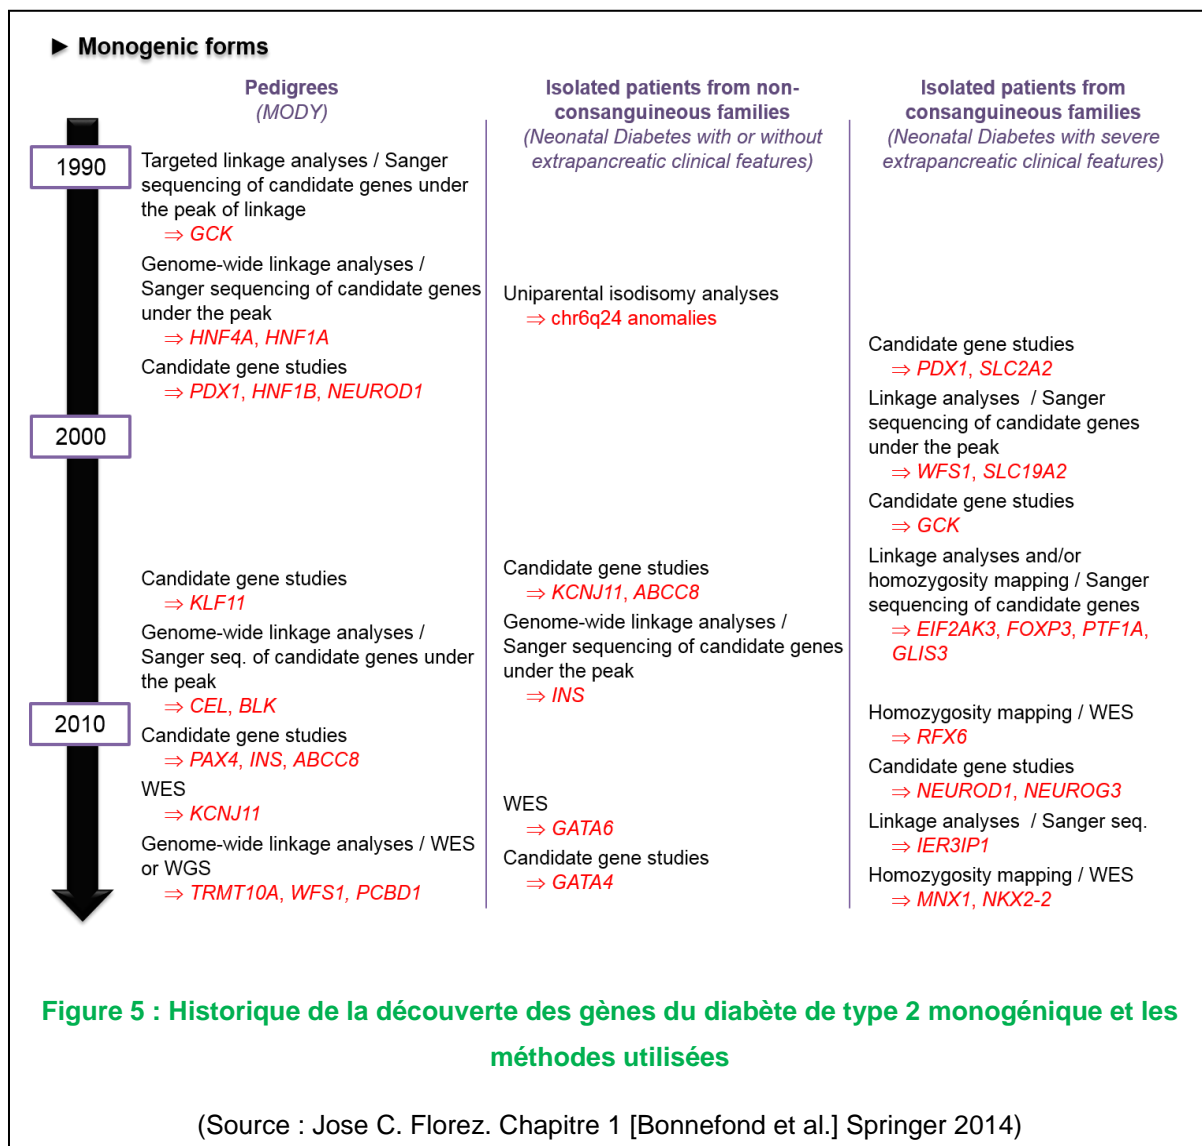 ► Monogenic forms
Pedigrees
(MODY)
Isolated patients from non-
consanguineous families
(Neonatal Diabetes with or without
extrapancreatic clinical features)
Isolated patients from
consanguineous families
(Neonatal Diabetes with severe
extrapancreatic clinical features)
1990
2000
2010
Targeted linkage analyses / Sanger
sequencing of candidate genes under
the peak of linkage
⇒ GCK
Genome-wide linkage analyses /
Sanger sequencing of candidate genes
under the peak
⇒ HNF4A, HNF1A
Candidate gene studies
⇒ PDX1, HNF1B, NEUROD1
Candidate gene studies
⇒ KLF11
Genome-wide linkage analyses /
Sanger seq. of candidate genes under
the peak
⇒ CEL, BLK
Candidate gene studies
⇒ PAX4, INS, ABCC8
WES
⇒ KCNJ11
Genome-wide linkage analyses / WES
or WGS
⇒ TRMT10A, WFS1, PCBD1
Uniparental isodisomy analyses
⇒ chr6q24 anomalies
Candidate gene studies
⇒ KCNJ11, ABCC8
Genome-wide linkage analyses /
Sanger sequencing of candidate genes
under the peak
⇒ INS
WES
⇒ GATA6
Candidate gene studies
⇒ GATA4
Candidate gene studies
⇒ PDX1, SLC2A2
Linkage analyses / Sanger
sequencing of candidate genes
under the peak
⇒ WFS1, SLC19A2
Candidate gene studies
⇒ GCK
Linkage analyses and/or
homozygosity mapping / Sanger
sequencing of candidate genes
⇒ EIF2AK3, FOXP3, PTF1A,
GLIS3
Homozygosity mapping / WES
⇒ RFX6
Candidate gene studies
⇒ NEUROD1, NEUROG3
Linkage analyses / Sanger seq.
⇒ IER3IP1
Homozygosity mapping / WES
⇒ MNX1, NKX2-2
Figure 5 : Historique de la découverte des gènes du diabète de type 2 monogénique et les
méthodes utilisées
(Source : Jose C. Florez. Chapitre 1 [Bonnefond et al.] Springer 2014)